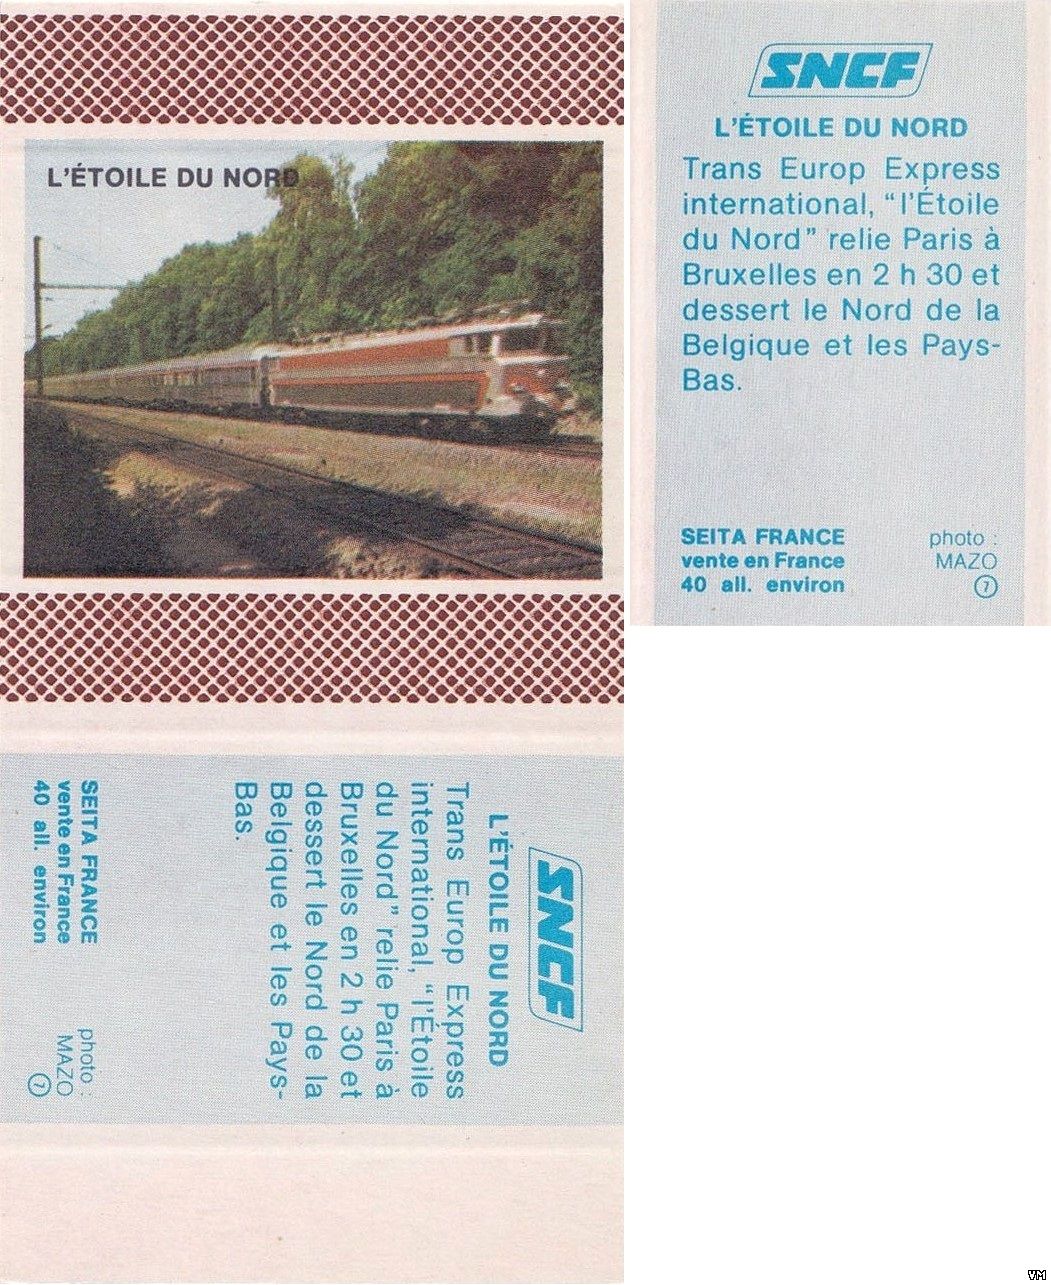 L'ÉTOILE DU NORD
SNCF
L'ÉTOILE DU NORD
Trans Europ Express
international, “l'Étoile
du Nord” relie Paris à
Bruxelles en 2 h 30 et
dessert le Nord de la
Belgique et les Pays-
Bas.
SEITA FRANCE
vente en France
40 all. environ
photo :
MAZO
7
SNCF
L'ÉTOILE DU NORD
Trans Europ Express
international, “l'Étoile
du Nord” relie Paris à
Bruxelles en 2 h 30 et
dessert le Nord de la
Belgique et les Pays-
Bas.
SEITA FRANCE
vente en France
40 all. environ
photo :
MAZO
7
VM